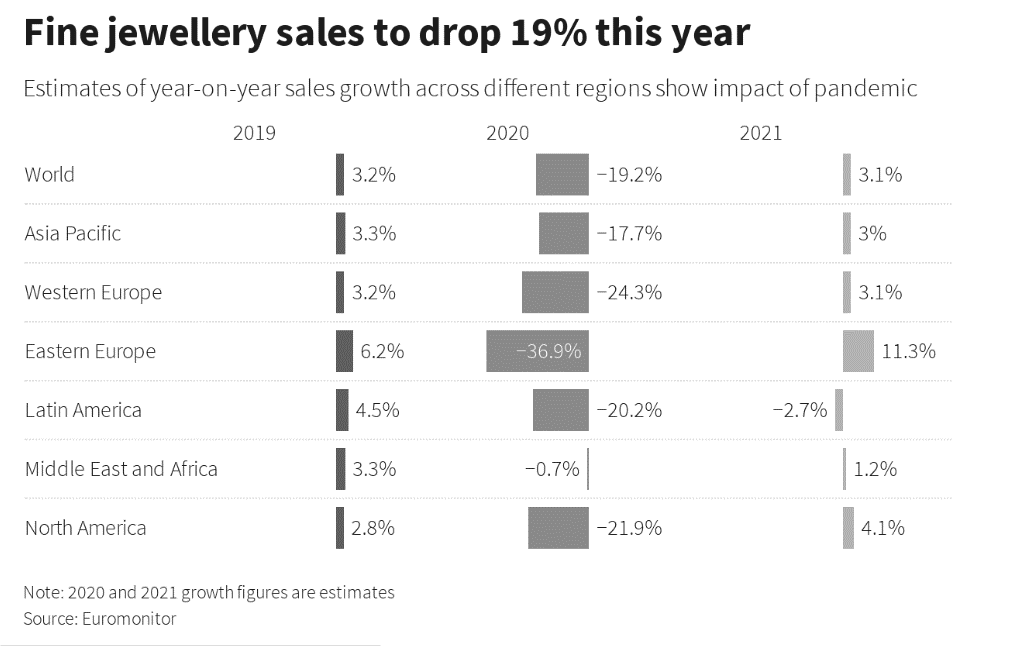 Fine jewellery sales to drop 19% this year
Estimates of year-on-year sales growth across different regions show impact of pandemic
2019 2020 2021
World 3.2% −19.2% 3.1%
Asia Pacific 3.3% −17.7% 3%
Western Europe 3.2% −24.3% 3.1%
Eastern Europe 6.2% −36.9% 11.3%
Latin America 4.5% −20.2% −2.7%
Middle East and Africa 3.3% −0.7% 1.2%
North America 2.8% −21.9% 4.1%
Note: 2020 and 2021 growth figures are estimates
Source: Euromonitor